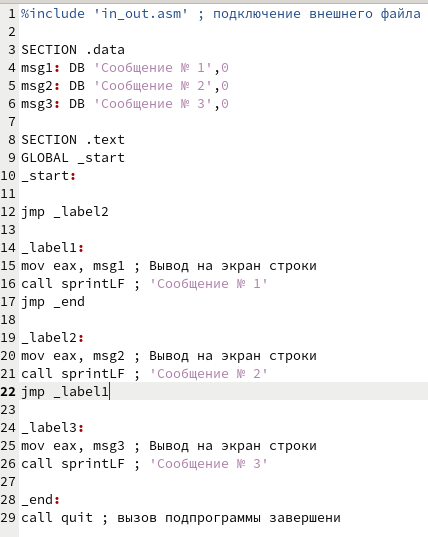 1 %include 'in_out.asm' ; подключение внешнего файла
2
3 SECTION .data
4 msg1: DB 'Сообщение № 1',0
5 msg2: DB 'Сообщение № 2',0
6 msg3: DB 'Сообщение № 3',0
7
8 SECTION .text
9 GLOBAL _start
10 _start:
11
12 jmp _label2
13
14 _label1:
15 mov eax, msg1 ; Вывод на экран строки
16 call sprintLF ; 'Сообщение № 1'
17 jmp _end
18
19 _label2:
20 mov eax, msg2 ; Вывод на экран строки
21 call sprintLF ; 'Сообщение № 2'
22 jmp _label1
23
24 _label3:
25 mov eax, msg3 ; Вывод на экран строки
26 call sprintLF ; 'Сообщение № 3'
27
28 _end:
29 call quit ; вызов подпрограммы завершени